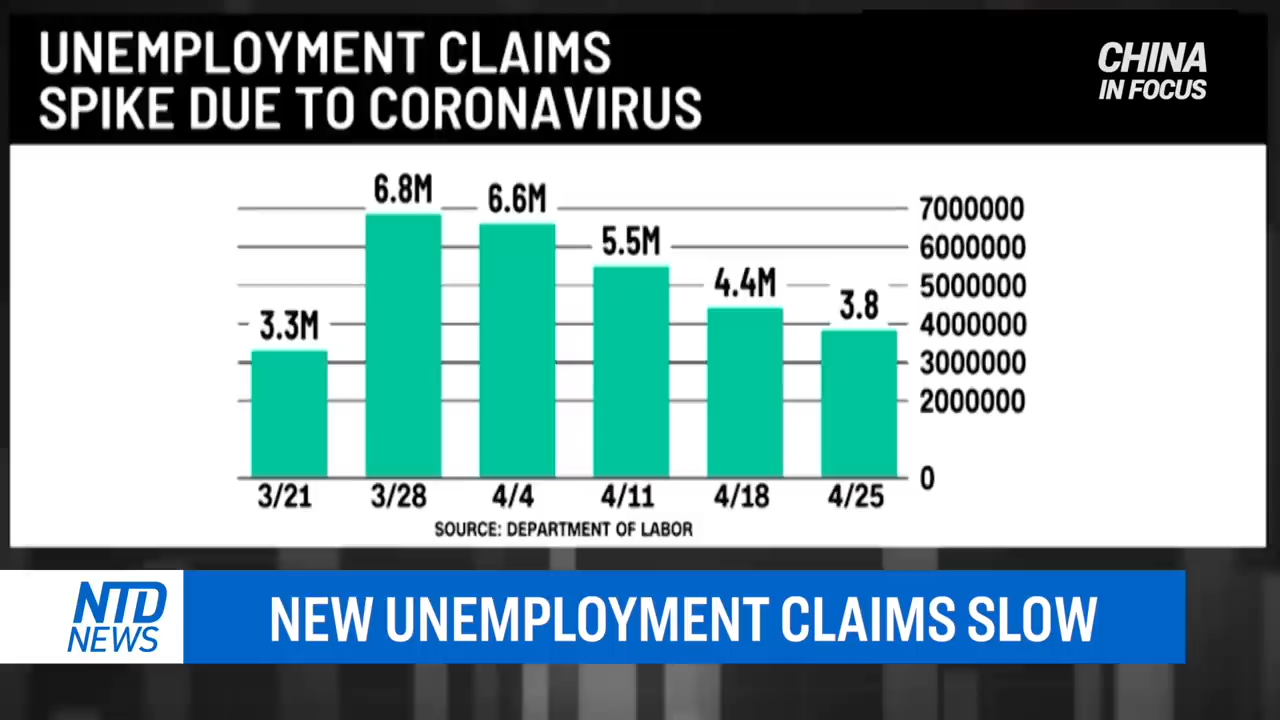 UNEMPLOYMENT CLAIMS
SPIKE DUE TO CORONAVIRUS
CHINA
IN FOCUS
6.8M
6.6M
7000000
5.5M
6000000
4.4M
5000000
3.8
3.3M
4000000
3000000
2000000
0
3/21 3/28 4/4 4/11 4/18 4/25
SOURCE: DEPARTMENT OF LABOR
NTD
NEWS
NEW UNEMPLOYMENT CLAIMS SLOW